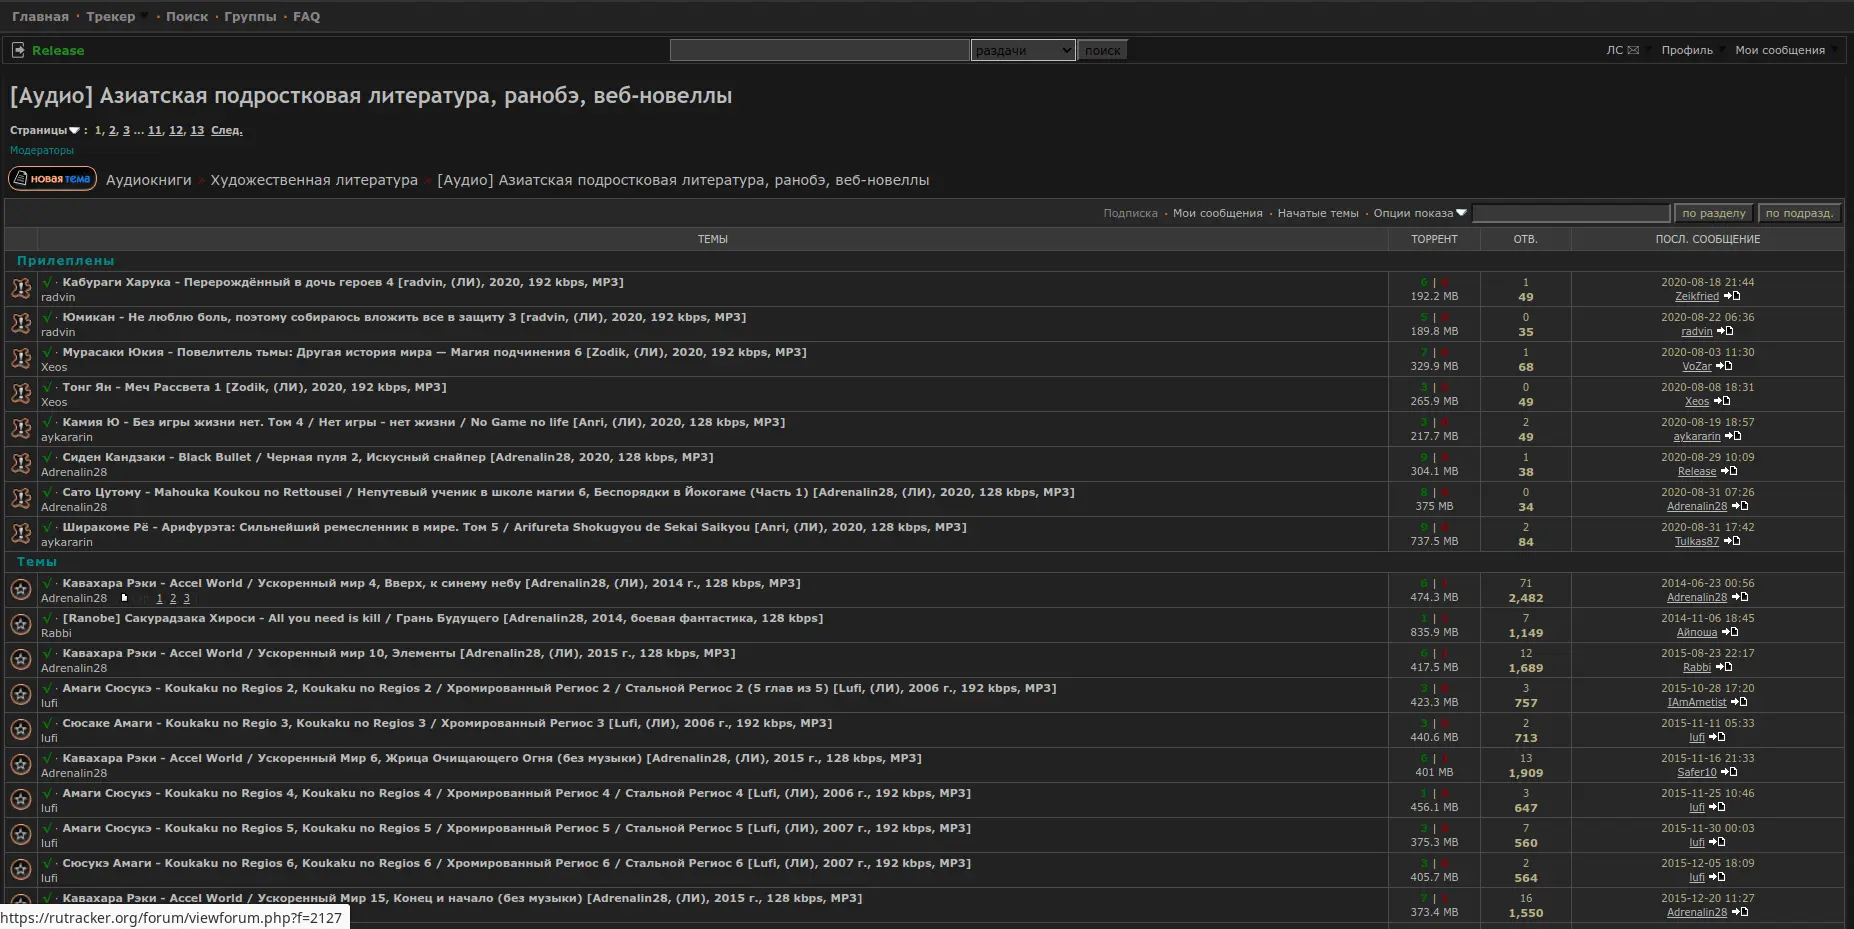 Главная · Трекер · Поиск · Группы · FAQ
Release раздачи поиск ЛС Профиль Мои сообщения
[Аудио] Азиатская подростковая литература, ранобэ, веб-новеллы
Страницы : 1, 2, 3 ... 11, 12, 13 След.
Модераторы
НОВАЯ ТЕМА Аудиокниги » Художественная литература » [Аудио] Азиатская подростковая литература, ранобэ, веб-новеллы
Подписка · Мои сообщения · Начатые темы · Опции показа по разделу по подразд.
ТЕМЫ ТОРРЕНТ ОТВ. ПОСЛ. СООБЩЕНИЕ
Прилеплены
√ · Кабураги Харука - Перерождённый в дочь героев 4 [radvin, (ЛИ), 2020, 192 kbps, MP3] 6 | 1 2020-08-18 21:44
radvin 192.2 MB 49 Zeikfried
√ · Юмикан - Не люблю боль, поэтому собираюсь вложить все в защиту 3 [radvin, (ЛИ), 2020, 192 kbps, MP3] 5 | 0 2020-08-22 06:36
radvin 189.8 MB 35 radvin
√ · Мурасаки Юкия - Повелитель тьмы: Другая история мира — Магия подчинения 6 [Zodik, (ЛИ), 2020, 192 kbps, MP3] 7 | 1 2020-08-03 11:30
Xeos 329.9 MB 68 VoZar
√ · Тонг Ян - Меч Рассвета 1 [Zodik, (ЛИ), 2020, 192 kbps, MP3] 3 | 0 2020-08-08 18:31
Xeos 265.9 MB 49 Xeos
√ · Камия Ю - Без игры жизни нет. Том 4 / Нет игры - нет жизни / No Game no life [Anri, (ЛИ), 2020, 128 kbps, MP3] 3 | 2 2020-08-19 18:57
aykararin 217.7 MB 49 aykararin
√ · Сиден Кандзаки - Black Bullet / Черная пуля 2, Искусный снайпер [Adrenalin28, 2020, 128 kbps, MP3] 9 | 1 2020-08-29 10:09
Adrenalin28 304.1 MB 38 Release
√ · Сато Цутому - Mahouka Koukou no Rettousei / Непутевый ученик в школе магии 6, Беспорядки в Йокогаме (Часть 1) [Adrenalin28, (ЛИ), 2020, 128 kbps, MP3] 8 | 0 2020-08-31 07:26
Adrenalin28 375 MB 34 Adrenalin28
√ · Ширакоме Рё - Арифурэта: Сильнейший ремесленник в мире. Том 5 / Arifureta Shokugyou de Sekai Saikyou [Anri, (ЛИ), 2020, 128 kbps, MP3] 9 | 2 2020-08-31 17:42
aykararin 737.5 MB 84 Tulkas87
Темы
√ · Кавахара Рэки - Accel World / Ускоренный мир 4, Вверх, к синему небу [Adrenalin28, (ЛИ), 2014 г., 128 kbps, MP3] 6 | 71 2014-06-23 00:56
Adrenalin28 1 2 3 474.3 MB 2,482 Adrenalin28
√ · [Ranobe] Сакурадзака Хироси - All you need is kill / Грань Будущего [Adrenalin28, 2014, боевая фантастика, 128 kbps] 1 | 7 2014-11-06 18:45
Rabbi 835.9 MB 1,149 Айпоша
√ · Кавахара Рэки - Accel World / Ускоренный мир 10, Элементы [Adrenalin28, (ЛИ), 2015 г., 128 kbps, MP3] 6 | 12 2015-08-23 22:17
Adrenalin28 417.5 MB 1,689 Rabbi
√ · Амаги Сюсукэ - Koukaku no Regios 2, Koukaku no Regios 2 / Хромированный Региос 2 / Стальной Региос 2 (5 глав из 5) [Lufi, (ЛИ), 2006 г., 192 kbps, MP3] 3 | 3 2015-10-28 17:20
lufi 423.3 MB 757 IAmAmetist
√ · Сюсаке Амаги - Koukaku no Regio 3, Koukaku no Regios 3 / Хромированный Региос 3 [Lufi, (ЛИ), 2006 г., 192 kbps, MP3] 3 | 2 2015-11-11 05:33
lufi 440.6 MB 713 lufi
√ · Кавахара Рэки - Accel World / Ускоренный Мир 6, Жрица Очищающего Огня (без музыки) [Adrenalin28, (ЛИ), 2015 г., 128 kbps, MP3] 6 | 13 2015-11-16 21:33
Adrenalin28 401 MB 1,909 Safer10
√ · Амаги Сюсукэ - Koukaku no Regios 4, Koukaku no Regios 4 / Хромированный Региос 4 / Стальной Региос 4 [Lufi, (ЛИ), 2006 г., 192 kbps, MP3] 1 | 3 2015-11-25 10:46
lufi 456.1 MB 647 lufi
√ · Амаги Сюсукэ - Koukaku no Regios 5, Koukaku no Regios 5 / Хромированный Региос 5 / Стальной Региос 5 [Lufi, (ЛИ), 2007 г., 192 kbps, MP3] 3 | 7 2015-11-30 00:03
lufi 375.3 MB 560 lufi
√ · Сюсукэ Амаги - Koukaku no Regios 6, Koukaku no Regios 6 / Хромированный Региос 6 / Стальной Региос 6 [Lufi, (ЛИ), 2007 г., 192 kbps, MP3] 3 | 2 2015-12-05 18:09
lufi 405.7 MB 564 lufi
√ · Кавахара Рэки - Accel World / Ускоренный Мир 15, Конец и начало (без музыки) [Adrenalin28, (ЛИ), 2015 г., 128 kbps, MP3] 7 | 16 2015-12-20 11:27
373.4 MB 1,550 Adrenalin28
https://rutracker.org/forum/viewforum.php?f=2127